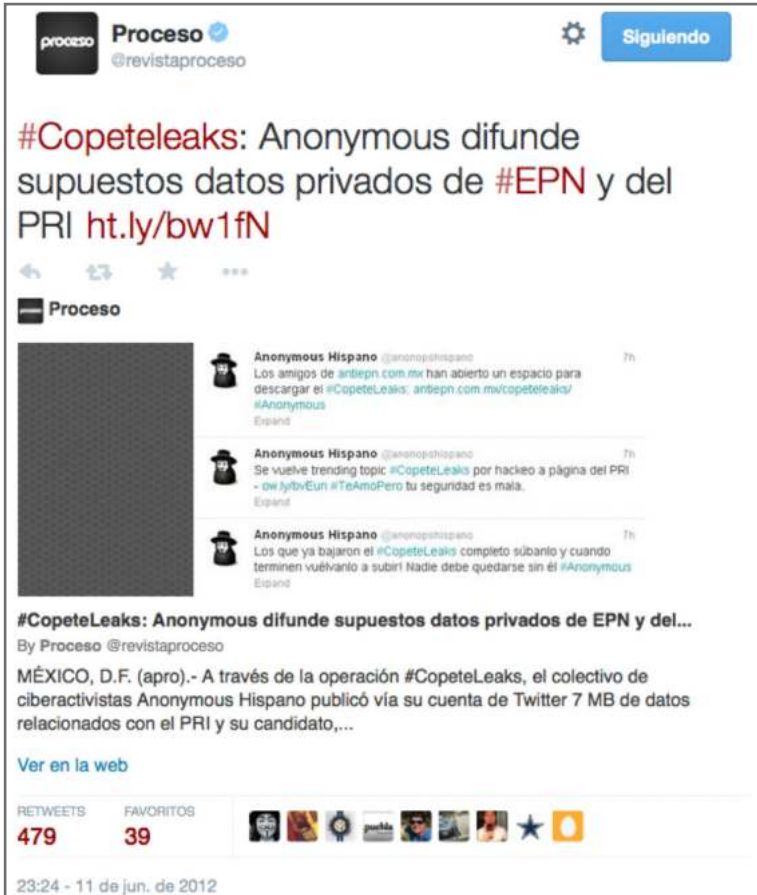 proceso
Proceso
@revistaproceso
Siguiendo
#Copeteleaks: Anonymous difunde
supuestos datos privados de #EPN y del
PRI ht.ly/bw1fN
Proceso
Anonymous Hispano @anonopshispano 7h
Los amigos de antiepn.com.mx han abierto un espacio para
descargar el #CopeteLeaks: antiepn.com.mx/copeteleaks/
#Anonymous
Expand
Anonymous Hispano @anonopshispano 7h
Se vuelve trending topic #CopeteLeaks por hackeo a página del PRI
- ow.ly/bvEun #TeAmoPero tu seguridad es mala.
Expand
Anonymous Hispano @anonopshispano 7h
Los que ya bajaron el #CopeteLeaks completo súbanlo y cuando
terminen vuélvanlo a subir! Nadie debe quedarse sin él #Anonymous
Expand
#CopeteLeaks: Anonymous difunde supuestos datos privados de EPN y del...
By Proceso @revistaproceso
MÉXICO, D.F. (apro).- A través de la operación #CopeteLeaks, el colectivo de
ciberactivistas Anonymous Hispano publicó vía su cuenta de Twitter 7 MB de datos
relacionados con el PRI y su candidato,...
Ver en la web
RETWEETS FAVORITOS
479 39
puebla
23:24 - 11 de jun. de 2012